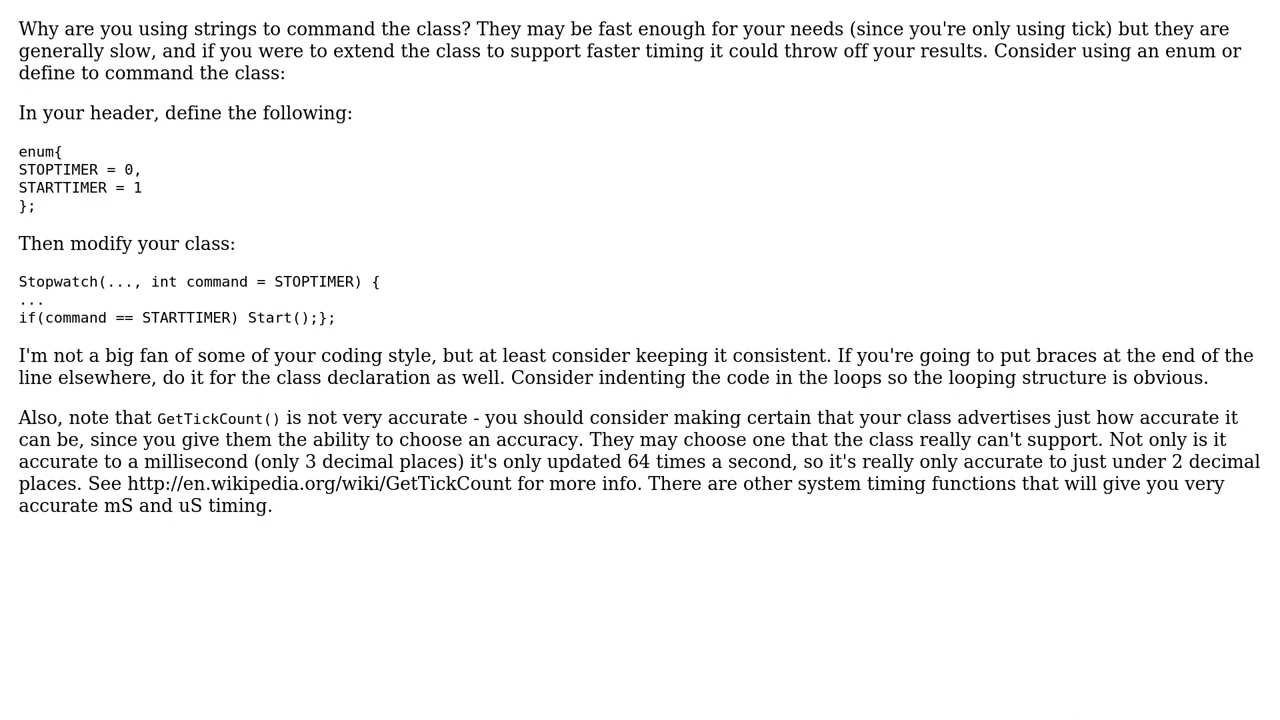 Why are you using strings to command the class? They may be fast enough for your needs (since you're only using tick) but they are
generally slow, and if you were to extend the class to support faster timing it could throw off your results. Consider using an enum or
define to command the class:
In your header, define the following:
enum{
STOPTIMER = 0,
STARTTIMER = 1
};
Then modify your class:
Stopwatch(..., int command = STOPTIMER) {
...
if(command == STARTTIMER) Start();};
I'm not a big fan of some of your coding style, but at least consider keeping it consistent. If you're going to put braces at the end of the
line elsewhere, do it for the class declaration as well. Consider indenting the code in the loops so the looping structure is obvious.
Also, note that GetTickCount() is not very accurate - you should consider making certain that your class advertises just how accurate it
can be, since you give them the ability to choose an accuracy. They may choose one that the class really can't support. Not only is it
accurate to a millisecond (only 3 decimal places) it's only updated 64 times a second, so it's really only accurate to just under 2 decimal
places. See http://en.wikipedia.org/wiki/GetTickCount for more info. There are other system timing functions that will give you very
accurate mS and uS timing.